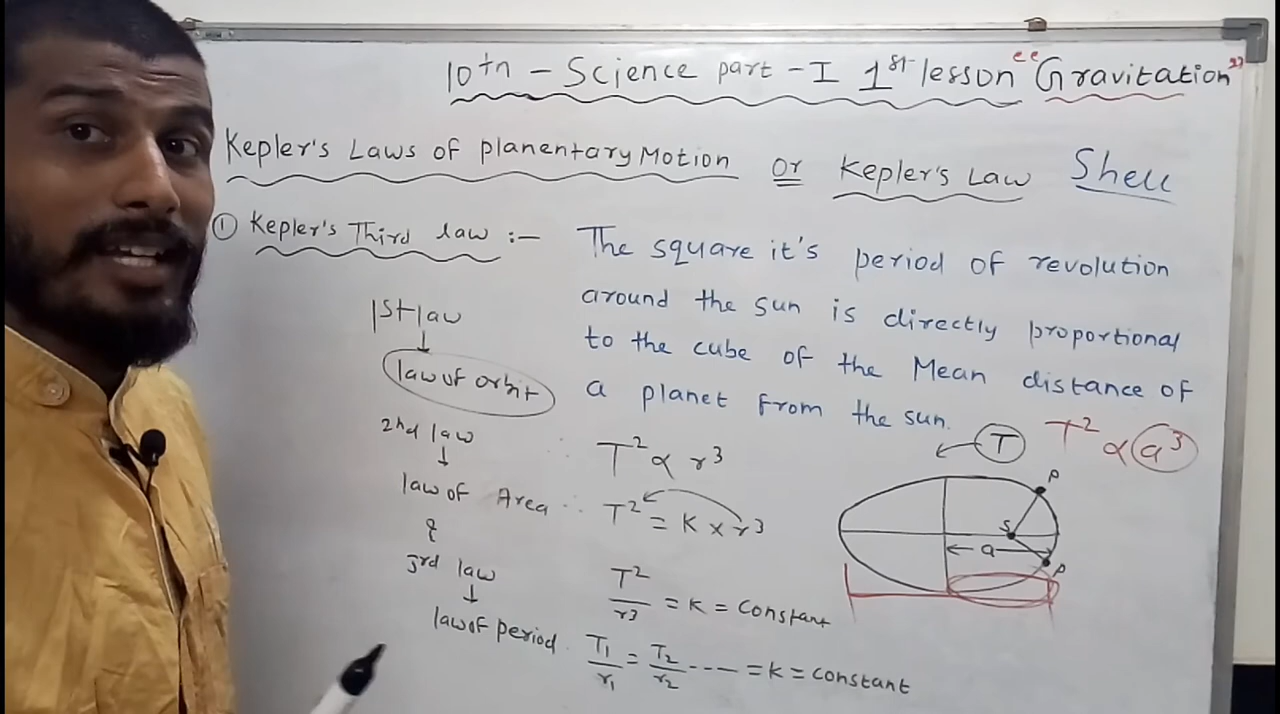 10th - Science part - I 1st lesson "Gravitation"
Kepler's Laws of planentary Motion or Kepler's Law Shell
① Kepler's Third law :-
The square it's period of revolution
around the sun is directly proportional
to the cube of the Mean distance of
a planet from the sun.
1st law
↓
law of orbit
2nd law
↓
law of Area
&
3rd law
↓
law of period.
∴ T² ∝ r³
∴ T² = K × r³
T²/r³ = K = Constant
T₁/r₁ = T₂/r₂ ---- = K = constant
T
T² ∝ a³
P
S
a
P